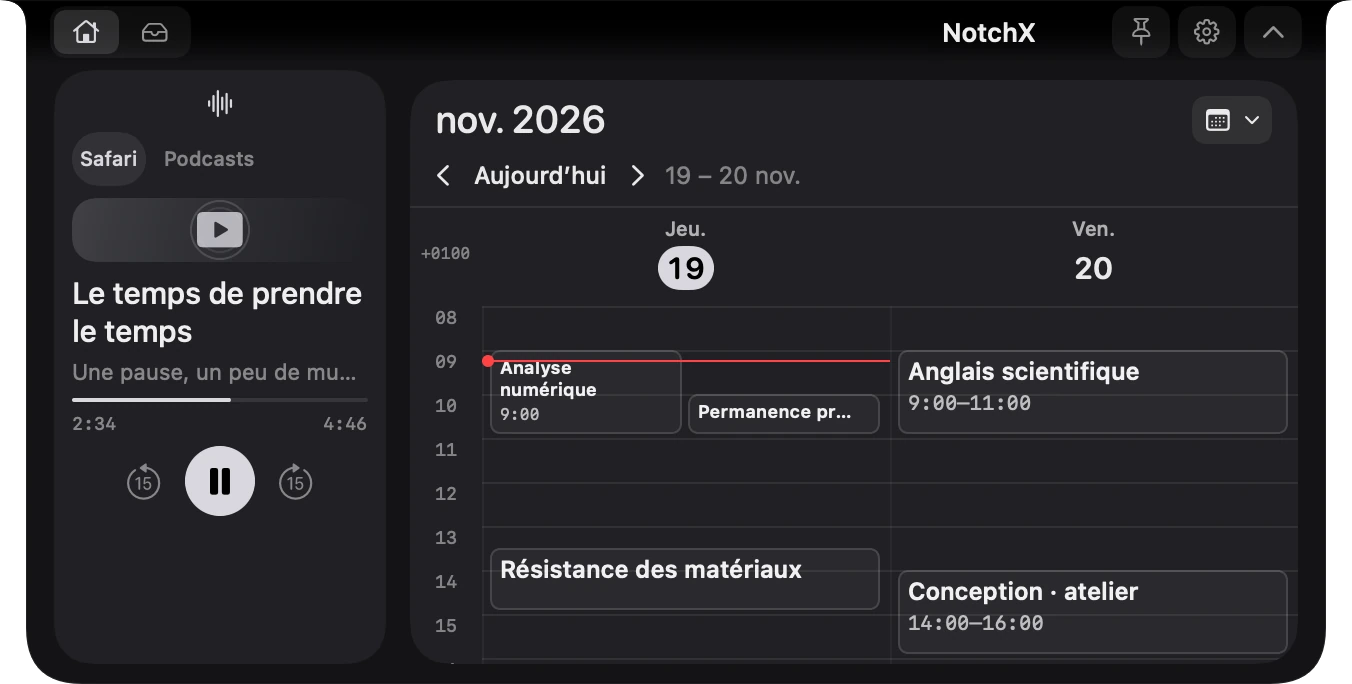 NotchX
Safari
Podcasts
Le temps de prendre
le temps
Une pause, un peu de mu...
2:34
4:46
15
15
nov. 2026
Aujourd’hui
19 – 20 nov.
+0100
Jeu.
19
Ven.
20
08
09
10
11
12
13
14
15
Analyse
numérique
9:00
Permanence pr...
Résistance des matériaux
Anglais scientifique
9:00–11:00
Conception · atelier
14:00–16:00